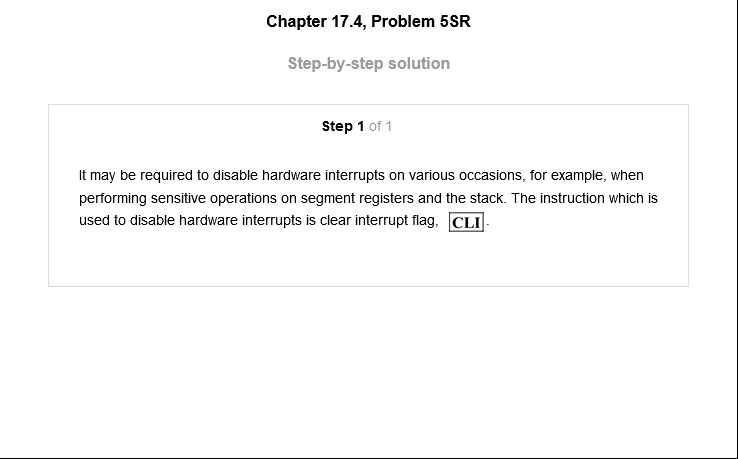 Chapter 17.4, Problem 5SR
Step-by-step solution
Step 1 of 1
It may be required to disable hardware interrupts on various occasions, for example, when
performing sensitive operations on segment registers and the stack. The instruction which is
used to disable hardware interrupts is clear interrupt flag, CLI.